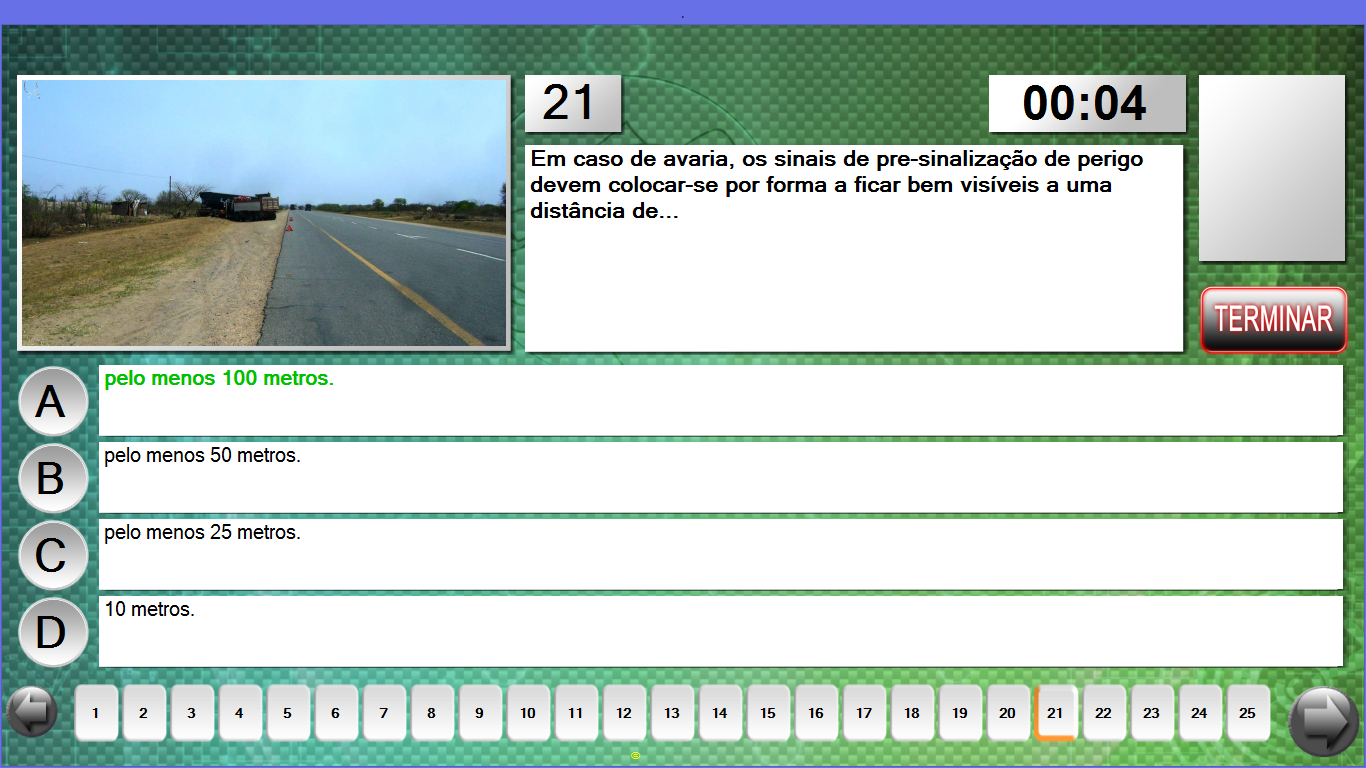 21
00:04
Em caso de avaria, os sinais de pre-sinalização de perigo
devem colocar-se por forma a ficar bem visíveis a uma
distância de...
TERMINAR
A
pelo menos 100 metros.
B
pelo menos 50 metros.
C
pelo menos 25 metros.
D
10 metros.
1 2 3 4 5 6 7 8 9 10 11 12 13 14 15 16 17 18 19 20 21 22 23 24 25
©